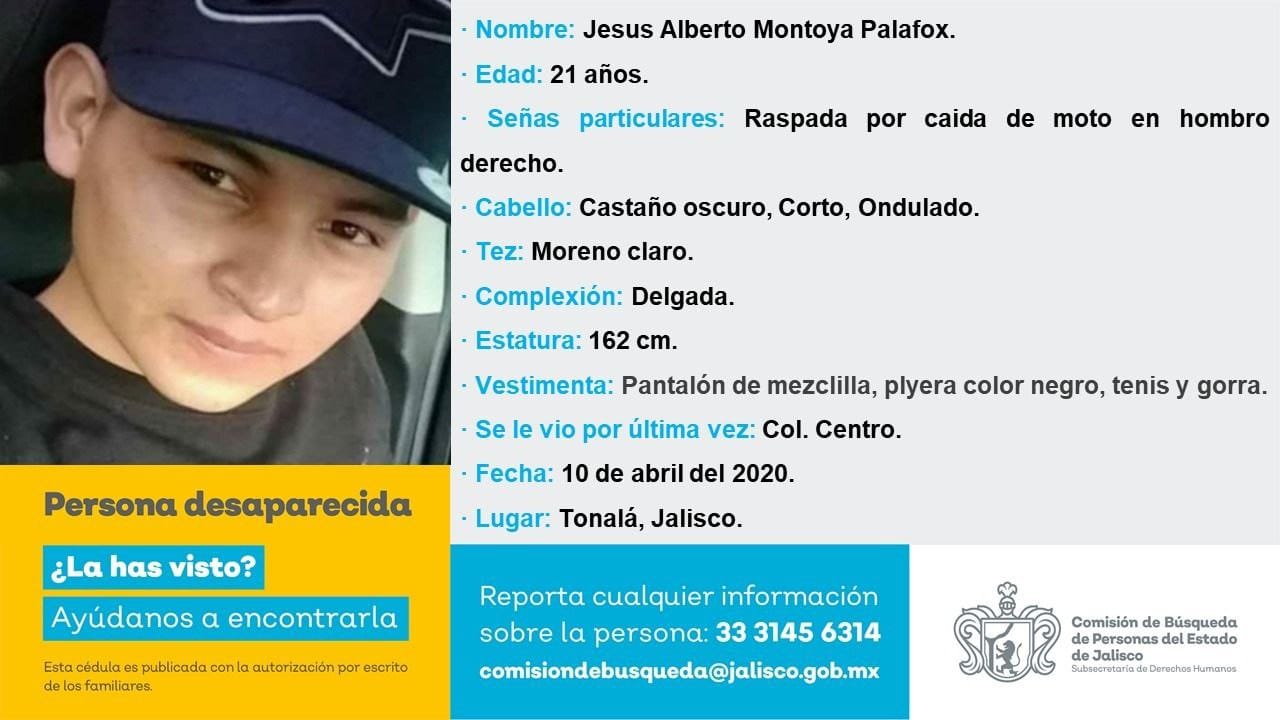 · Nombre: Jesus Alberto Montoya Palafox.
· Edad: 21 años.
· Señas particulares: Raspada por caida de moto en hombro
derecho.
· Cabello: Castaño oscuro, Corto, Ondulado.
· Tez: Moreno claro.
· Complexión: Delgada.
· Estatura: 162 cm.
· Vestimenta: Pantalón de mezclilla, plyera color negro, tenis y gorra.
· Se le vio por última vez: Col. Centro.
· Fecha: 10 de abril del 2020.
· Lugar: Tonalá, Jalisco.
Persona desaparecida
¿La has visto?
Ayúdanos a encontrarla
Esta cédula es publicada con la autorización por escrito
de los familiares.
Reporta cualquier información
sobre la persona: 33 3145 6314
comisiondebusqueda@jalisco.gob.mx
Comisión de Búsqueda
de Personas del Estado
de Jalisco
Subsecretaría de Derechos Humanos